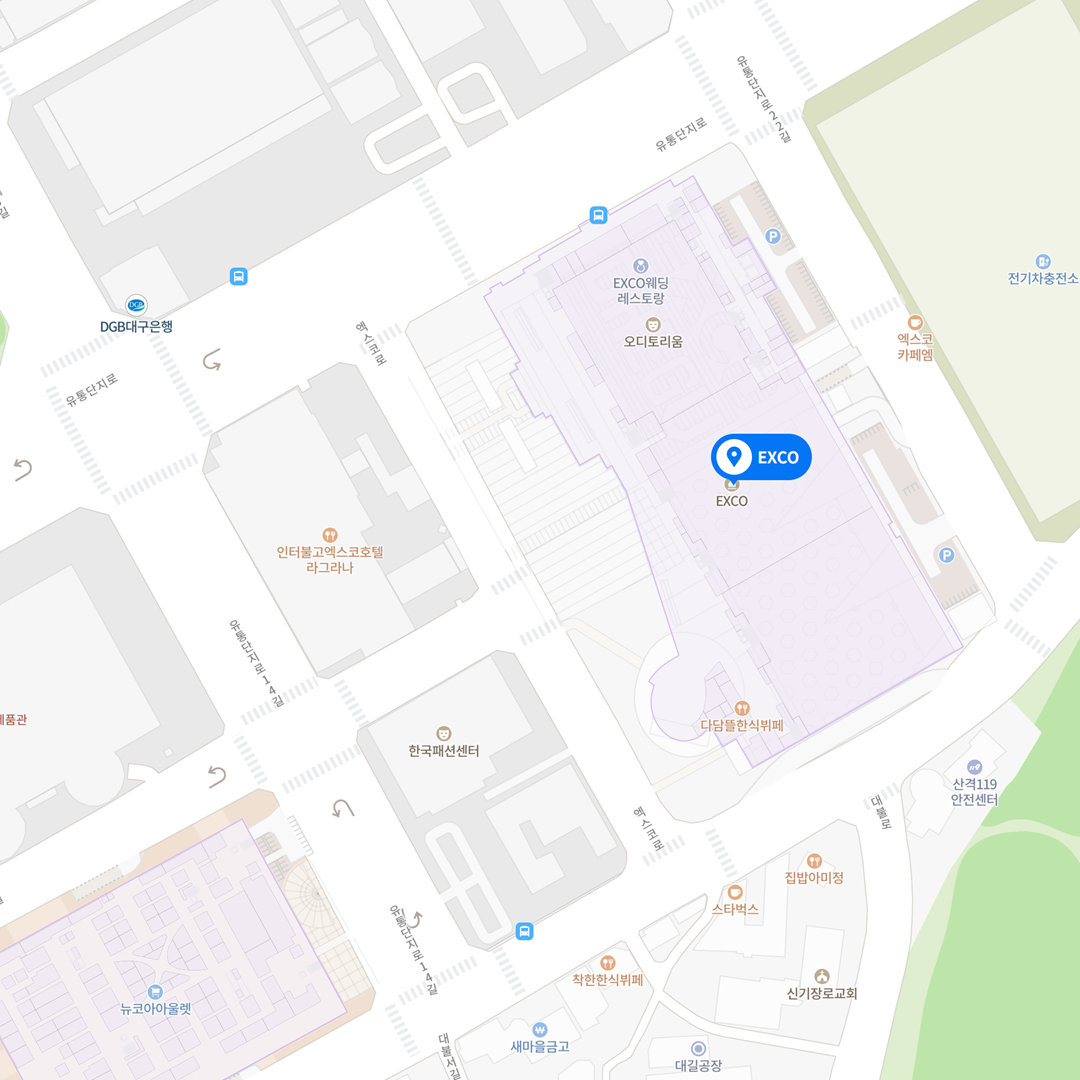 유통단지로22길
유통단지로
P
EXCO웨딩
레스토랑
전기차충전소
DGB
DGB대구은행
엑스코로
오디토리움
엑스코
카페엠
유통단지로
EXCO
EXCO
인터불고엑스코호텔
라그라나
P
유통단지로14길
제품관
다담뜰한식뷔페
한국패션센터
산격119
안전센터
엑스코로
대불로
집밥아미정
스타벅스
유통단지로14길
착한한식뷔페
신기장로교회
뉴코아아울렛
새마을금고
대불서길
대길공장